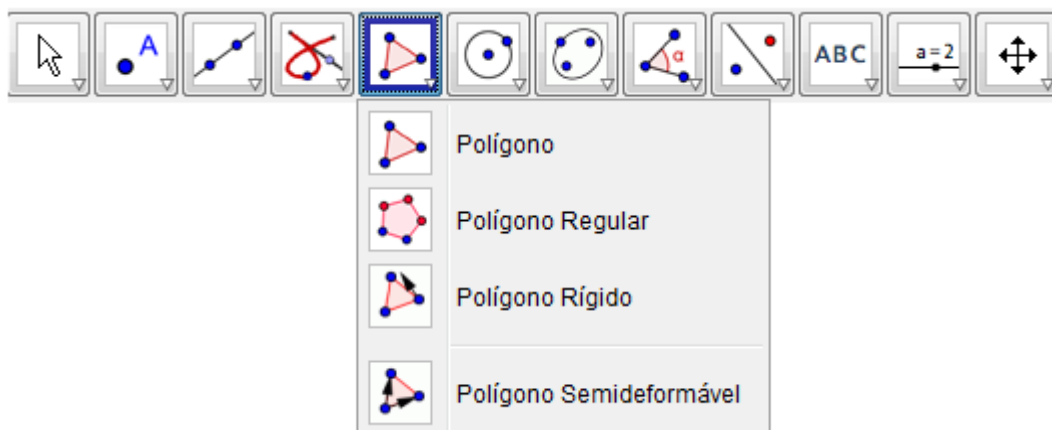 A
α
ABC
a=2
Polígono
Polígono Regular
Polígono Rígido
Polígono Semideformável